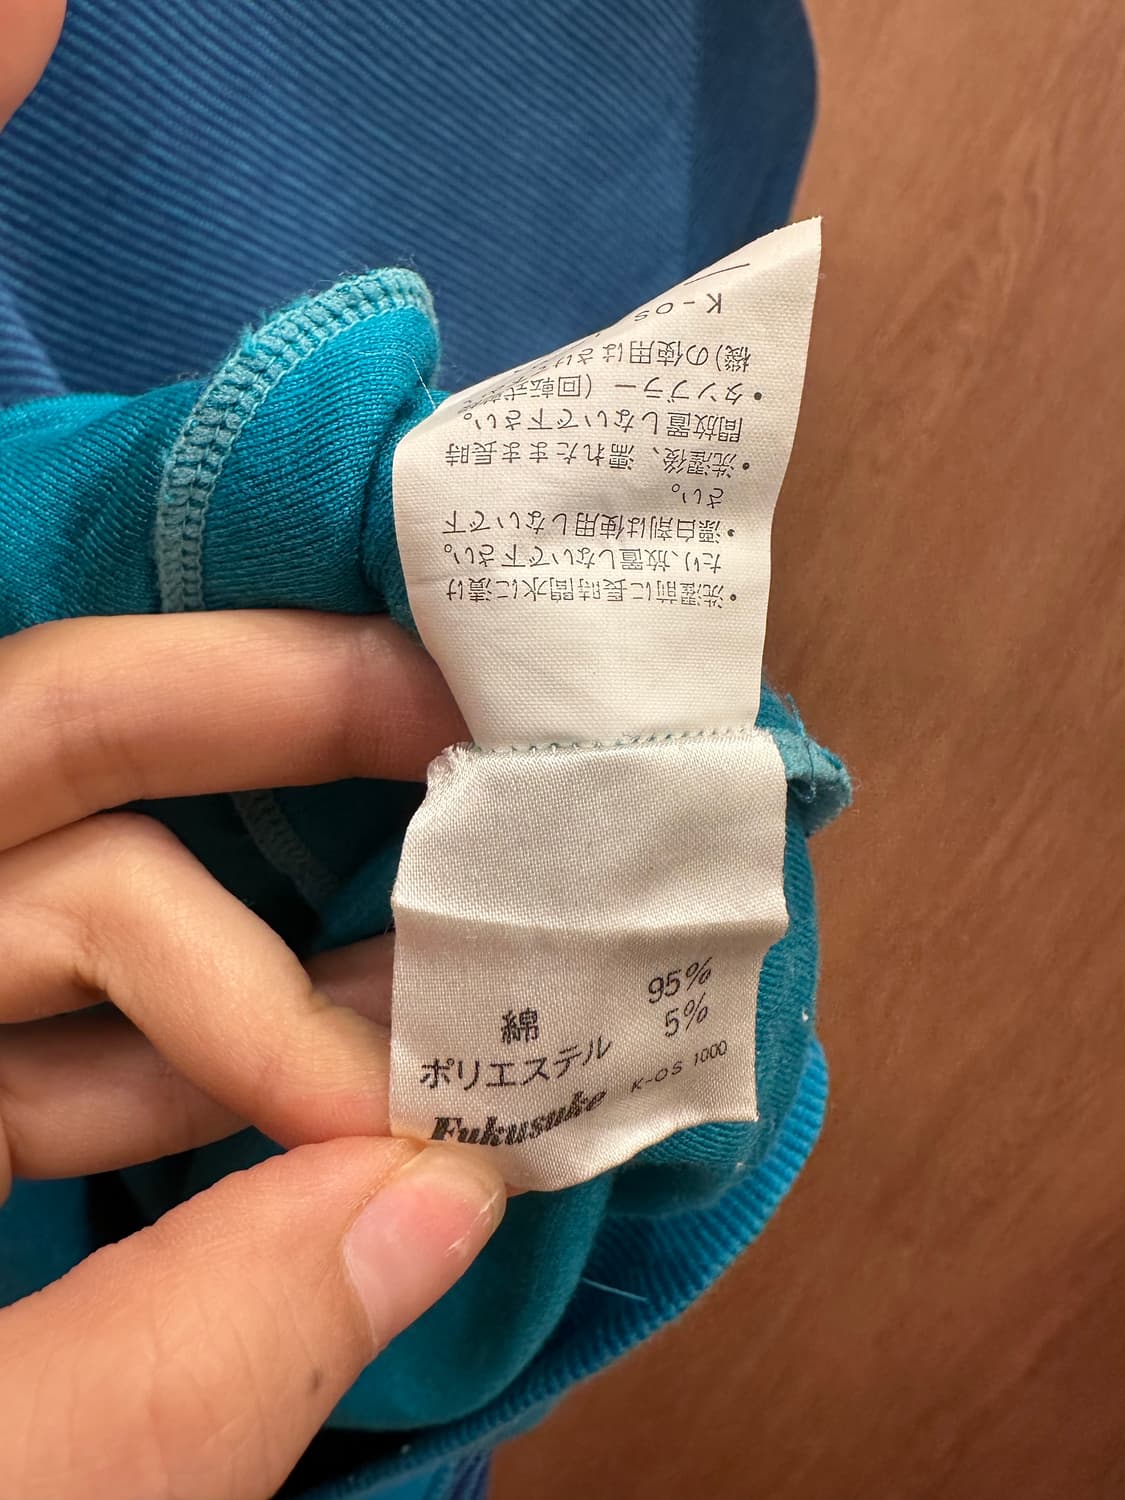 ・洗濯前に長時間水に漬け
たり、放置しないで下さい。
・漂白剤は使用しないで下
さい。
・洗濯後、濡れたまま長時
間放置しないで下さい。
・タンブラー(回転式乾燥
機)の使用はさけ
K-OS
綿 95%
ポリエステル 5%
Fukusuke K-OS 1000